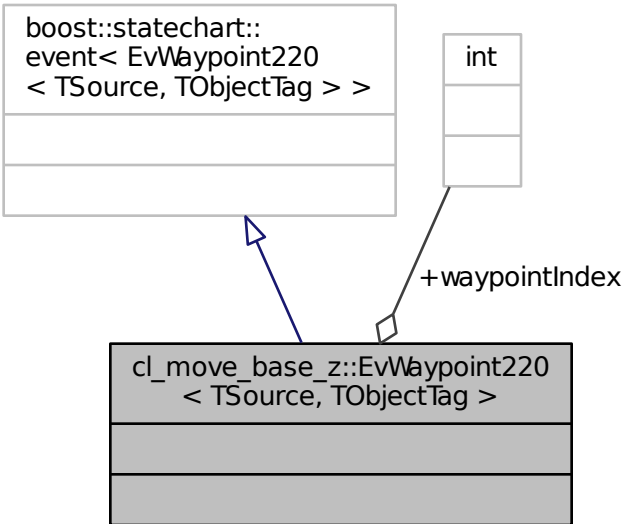 boost::statechart::
event< EvWaypoint220
< TSource, TObjectTag > >
int
+waypointIndex
cl_move_base_z::EvWaypoint220
< TSource, TObjectTag >